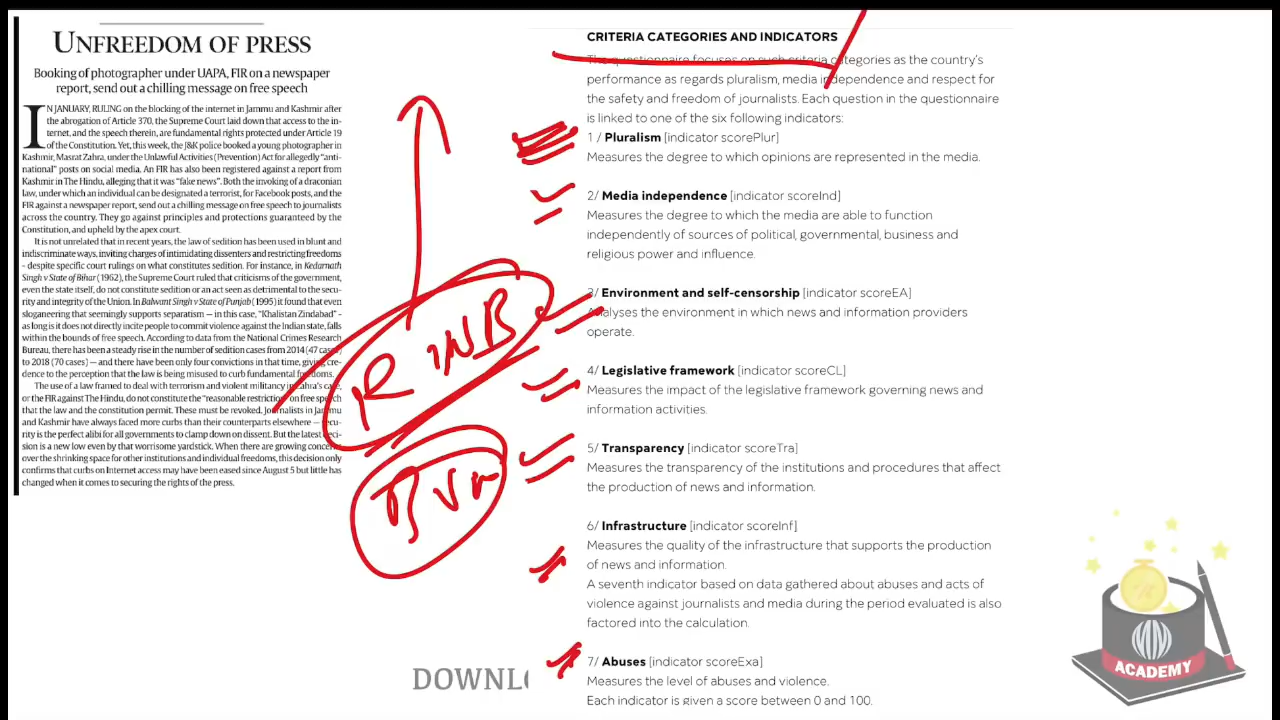 UNFREEDOM OF PRESS
Booking of photographer under UAPA, FIR on a newspaper
report, send out a chilling message on free speech
IN JANUARY, RULING on the blocking of the internet in Jammu and Kashmir after
the abrogation of Article 370, the Supreme Court laid down that access to the in-
ternet, and the speech therein, are fundamental rights protected under Article 19
of the Constitution. Yet, this week, the J&K police booked a young photographer in
Kashmir, Masrat Zahra, under the Unlawful Activities (Prevention) Act for allegedly "anti-
national" posts on social media. An FIR has also been registered against a report from
Kashmir in The Hindu, alleging that it was "fake news". Both the invoking of a draconian
law, under which an individual can be designated a terrorist, for Facebook posts, and the
FIR against a newspaper report, send out a chilling message on free speech to journalists
across the country. They go against principles and protections guaranteed by the
Constitution, and upheld by the apex court.
It is not unrelated that in recent years, the law of sedition has been used in blunt and
indiscriminate ways, inviting charges of intimidating dissenters and restricting freedoms
- despite specific court rulings on what constitutes sedition. For instance, in Kedarnath
Singh v State of Bihar (1962), the Supreme Court ruled that criticisms of the government,
even the state itself, do not constitute sedition or an act seen as detrimental to the secu-
rity and integrity of the Union. In Balwant Singh v State of Punjab (1995) it found that even
sloganeering that seemingly supports separatism — in this case, "Khalistan Zindabad" -
as long is it does not directly incite people to commit violence against the Indian state, falls
within the bounds of free speech. According to data from the National Crimes Research
Bureau, there has been a steady rise in the number of sedition cases from 2014 (47 cases)
to 2018 (70 cases) — and there have been only four convictions in that time, giving cre-
dence to the perception that the law is being misused to curb fundamental freedoms.
The use of a law framed to deal with terrorism and violent militancy in Zahra's case,
or the FIR against The Hindu, do not constitute the "reasonable restriction" on free speech
that the law and the constitution permit. These must be revoked. Journalists in Jammu
and Kashmir have always faced more curbs than their counterparts elsewhere — secu-
rity is the perfect alibi for all governments to clamp down on dissent. But the latest deci-
sion is a new low even by that worrisome yardstick. When there are growing concerns
over the shrinking space for other institutions and individual freedoms, this decision only
confirms that curbs on Internet access may have been eased since August 5 but little has
changed when it comes to securing the rights of the press.
R INB
CRITERIA CATEGORIES AND INDICATORS
The questionnaire focuses on such criteria categories as the country's
performance as regards pluralism, media independence and respect for
the safety and freedom of journalists. Each question in the questionnaire
is linked to one of the six following indicators:
1 / Pluralism [indicator scorePlur]
Measures the degree to which opinions are represented in the media.
2/ Media independence [indicator scoreInd]
Measures the degree to which the media are able to function
independently of sources of political, governmental, business and
religious power and influence.
3/ Environment and self-censorship [indicator scoreEA]
Analyses the environment in which news and information providers
operate.
4/ Legislative framework [indicator scoreCL]
Measures the impact of the legislative framework governing news and
information activities.
5/ Transparency [indicator scoreTra]
Measures the transparency of the institutions and procedures that affect
the production of news and information.
6/ Infrastructure [indicator scoreInf]
Measures the quality of the infrastructure that supports the production
of news and information.
A seventh indicator based on data gathered about abuses and acts of
violence against journalists and media during the period evaluated is also
factored into the calculation.
7/ Abuses [indicator scoreExa]
Measures the level of abuses and violence.
Each indicator is given a score between 0 and 100.
DOWNL
ACADEMY